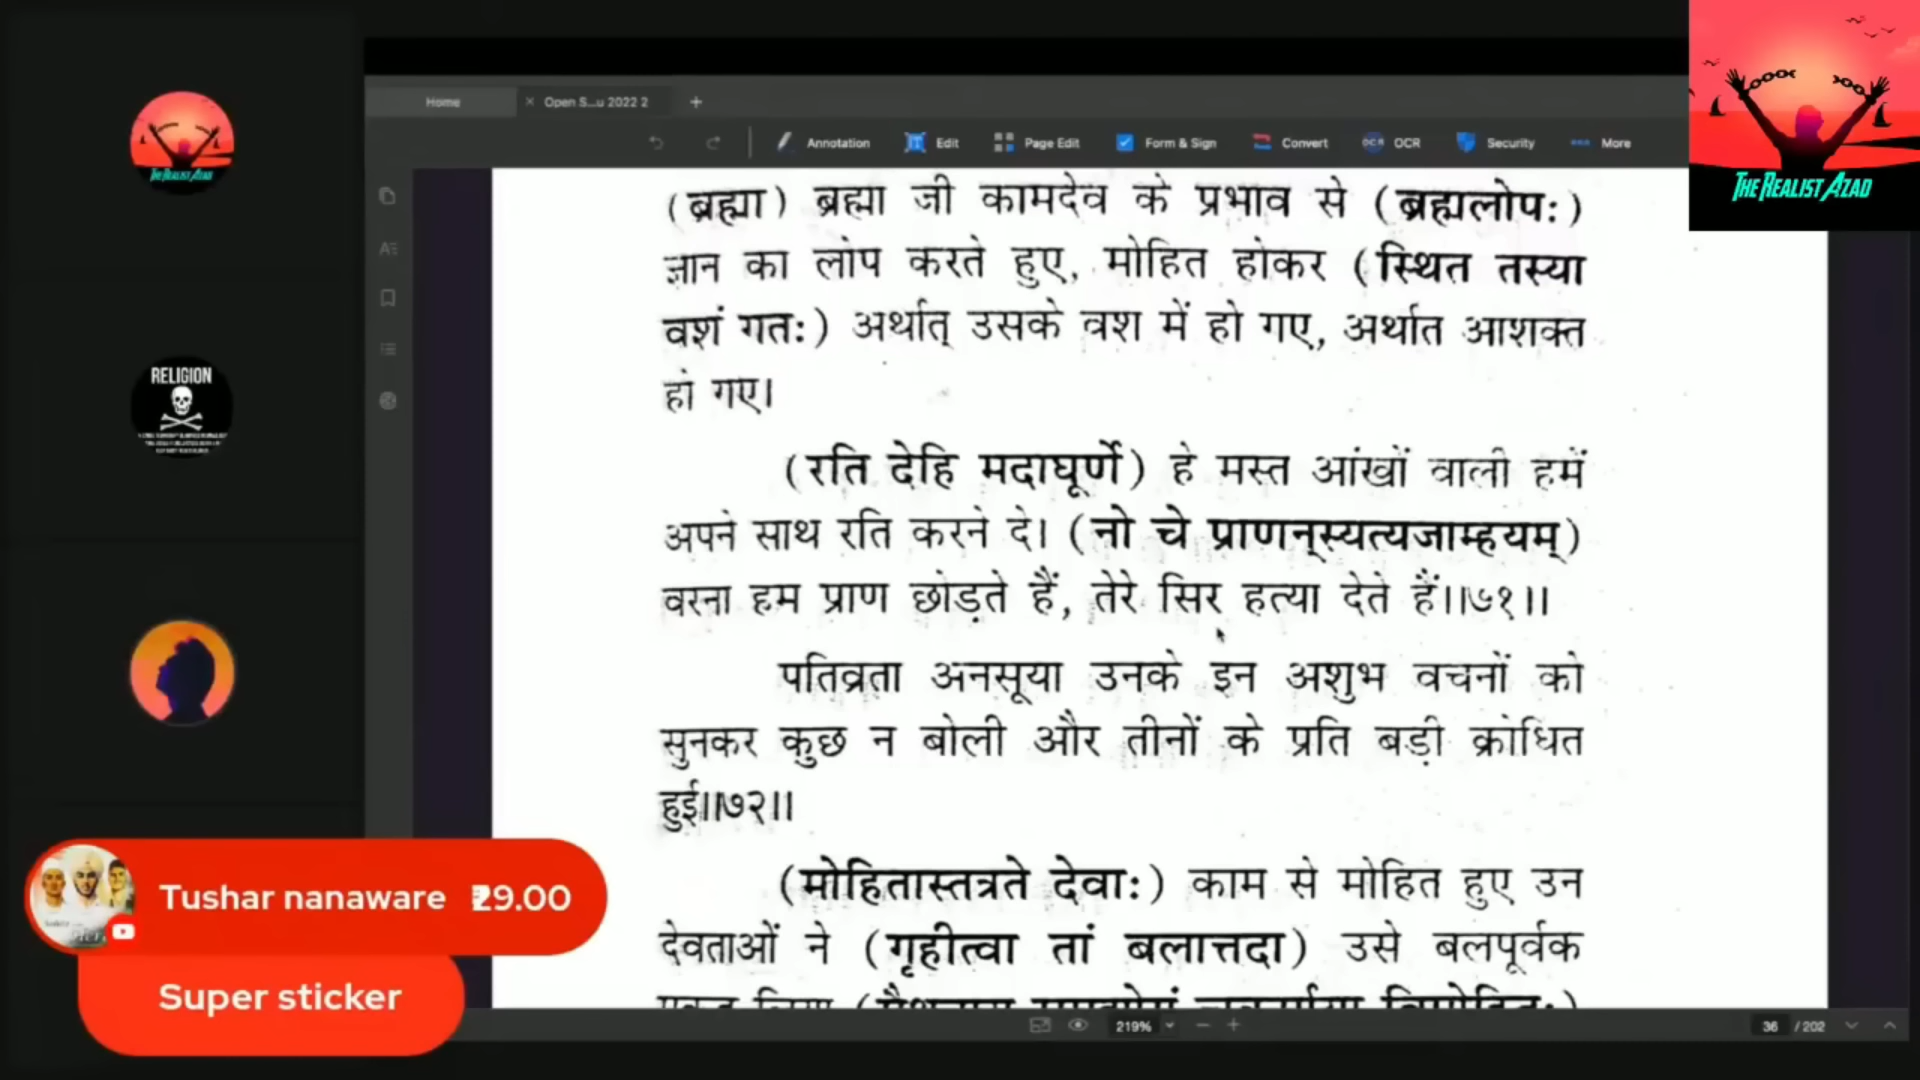 Home
Open S...u 2022 2
Annotation
Edit
Page Edit
Form & Sign
Convert
OCR
Security
More
THE REALIST AZAD
THE REALIST AZAD
RELIGION
(ब्रह्मा) ब्रह्मा जी कामदेव के प्रभाव से (ब्रह्मलोपः)
ज्ञान का लोप करते हुए, मोहित होकर (स्थित तस्या
वशं गतः) अर्थात् उसके वश में हो गए, अर्थात आशक्त
हो गए।
(रति देहि मदाघूर्णे) हे मस्त आंखों वाली हमें
अपने साथ रति करने दे। (नो चे प्राणन्स्यत्यजाम्हयम्)
वरना हम प्राण छोड़ते हैं, तेरे सिर हत्या देते हैं।।७१।।
पतिव्रता अनसूया उनके इन अशुभ वचनों को
सुनकर कुछ न बोली और तीनों के प्रति बड़ी क्रोधित
हुई।।७२।।
(मोहितास्तत्रते देवाः) काम से मोहित हुए उन
देवताओं ने (गृहीत्वा तां बलात्तदा) उसे बलपूर्वक
Tushar nanaware ₹29.00
Super sticker
219%
36 / 202